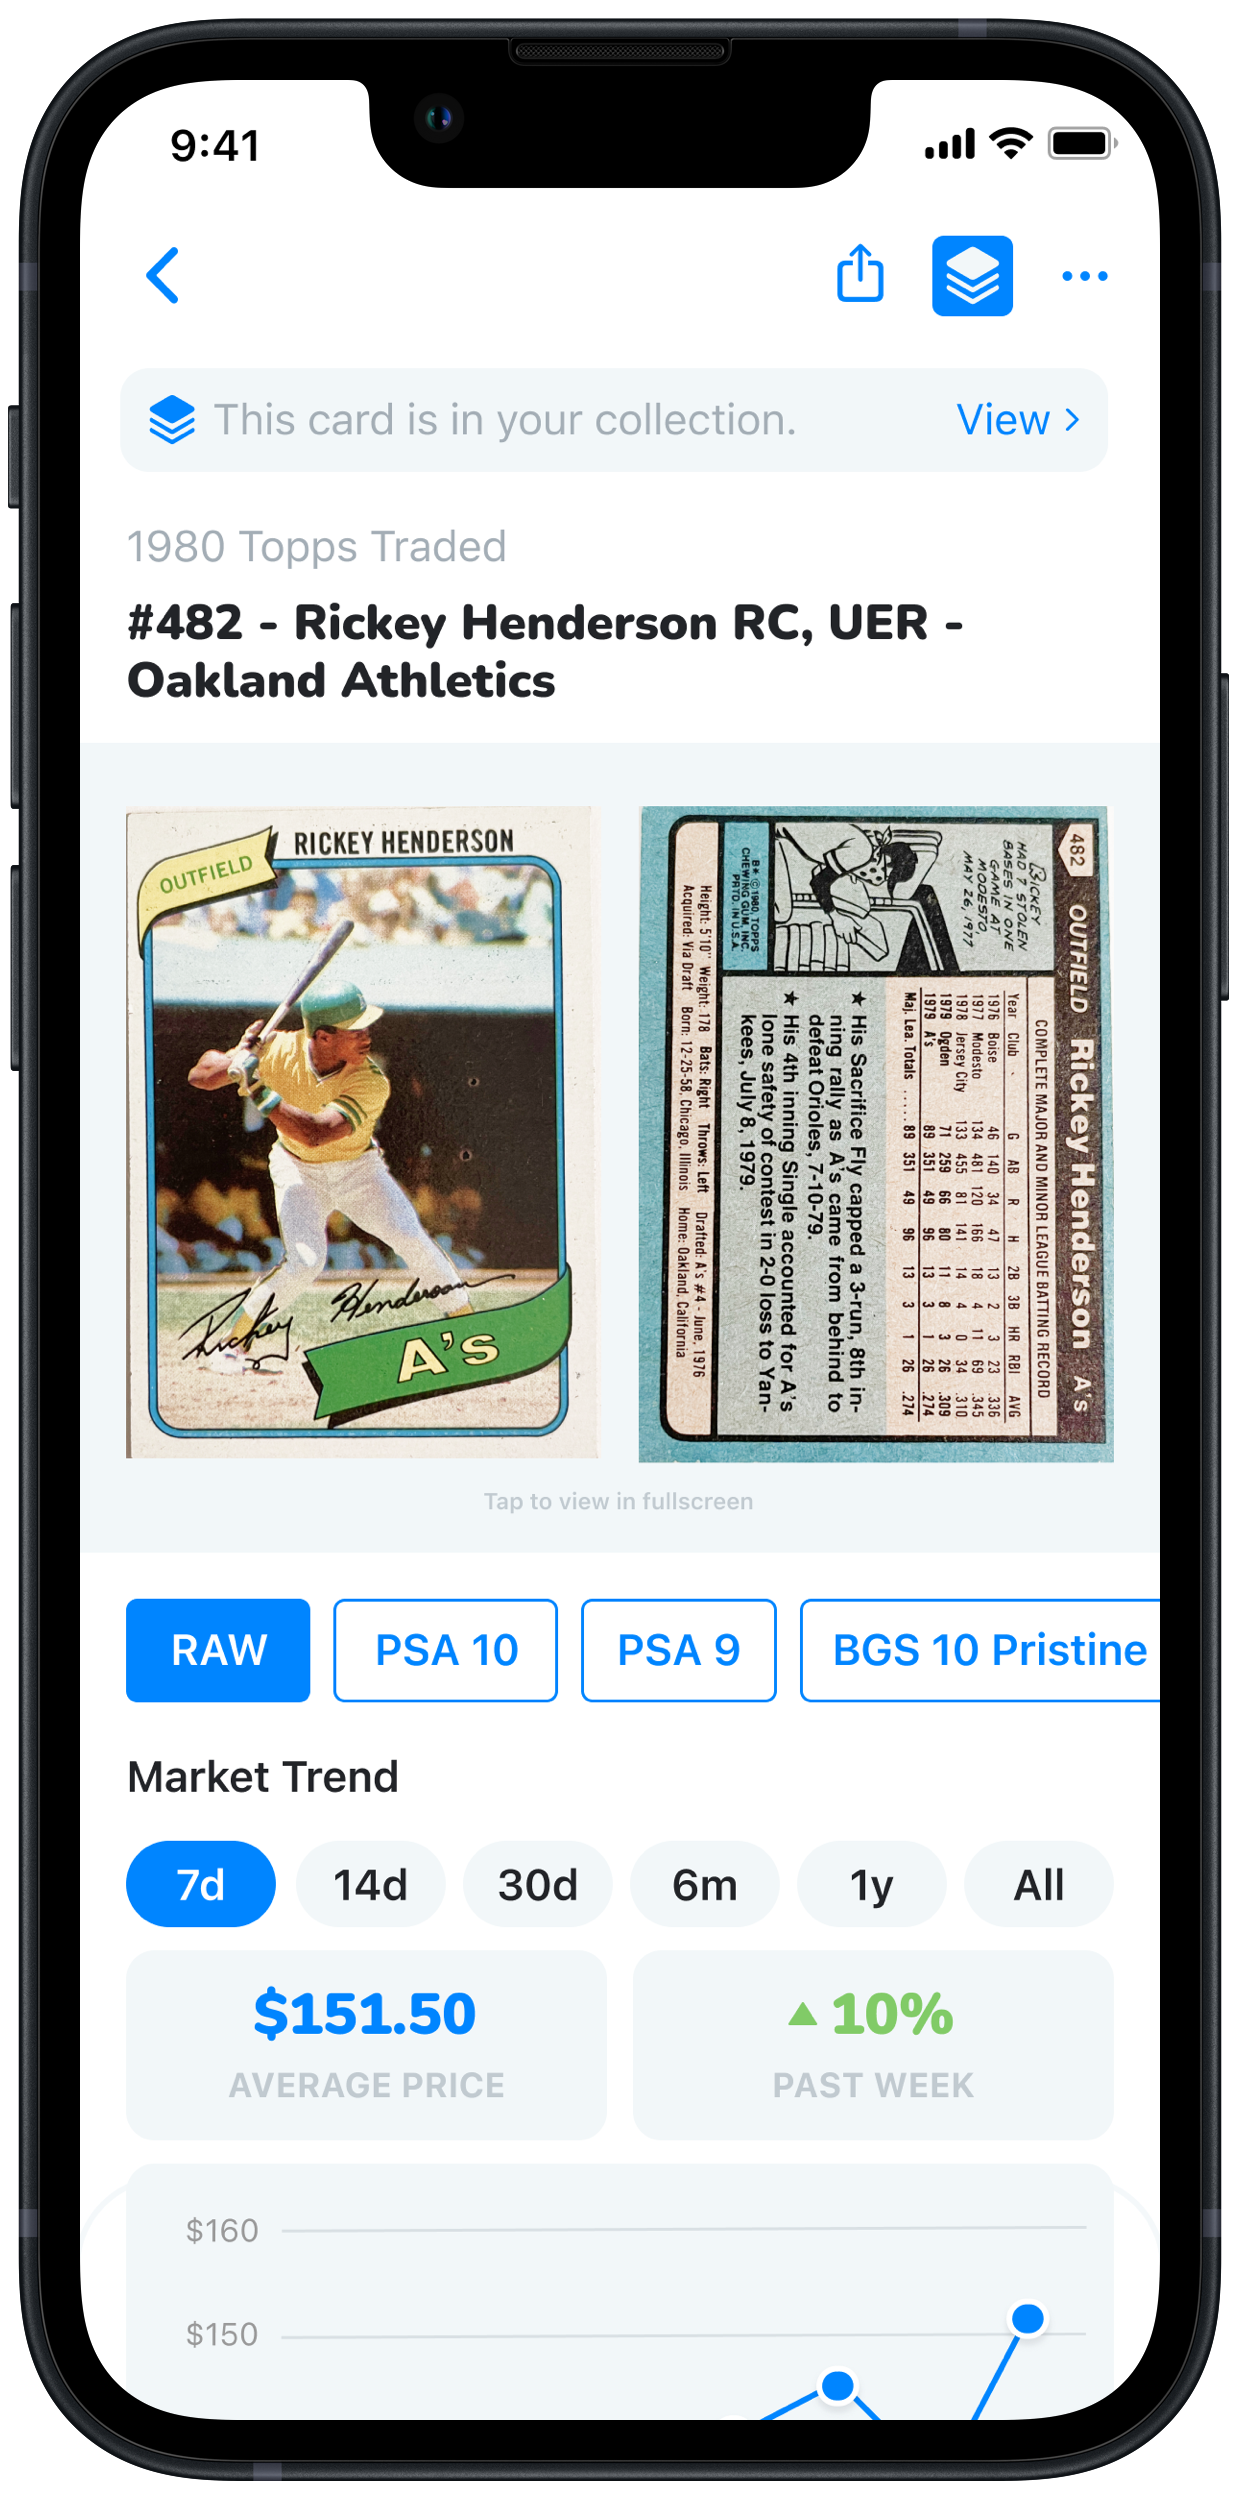 9:41
This card is in your collection.
View >
1980 Topps Traded
#482 - Rickey Henderson RC, UER -
Oakland Athletics
RICKEY HENDERSON
OUTFIELD
Rickey Henderson
A's
482 OUTFIELD Rickey Henderson A's
RICKEY
HAD 7 STOLEN
BASES IN ONE
GAME AT
MODESTO
MAY 26, 1977
COMPLETE MAJOR AND MINOR LEAGUE BATTING RECORD
Year Club G AB R H 2B 3B HR RBI AVG
1976 Boise 46 140 34 47 13 2 3 23 .336
1977 Modesto 134 481 120 166 18 4 11 69 .345
1978 Jersey City 133 455 81 141 14 4 0 34 .310
1979 Ogden 71 259 66 80 11 8 3 26 .309
1979 A's 89 351 49 96 13 3 1 26 .274
Maj. Lea. Totals ..... 89 351 49 96 13 3 1 26 .274
★ His Sacrifice Fly capped a 3-run, 8th in-
ning rally as A's came from behind to
defeat Orioles, 7-10-79.
★ His 4th inning Single accounted for A's
lone safety of contest in 2-0 loss to Yan-
kees, July 8, 1979.
B* © 1980 TOPPS
CHEWING GUM, INC.
PRTD. IN U.S.A.
Height: 5'10" Weight: 178 Bats: Right Throws: Left Drafted: A's #4 - June, 1976
Acquired: Via Draft Born: 12-25-58, Chicago, Illinois Home: Oakland, California
Tap to view in fullscreen
RAW PSA 10 PSA 9 BGS 10 Pristine
Market Trend
7d 14d 30d 6m 1y All
$151.50
AVERAGE PRICE
10%
PAST WEEK
$160
$150